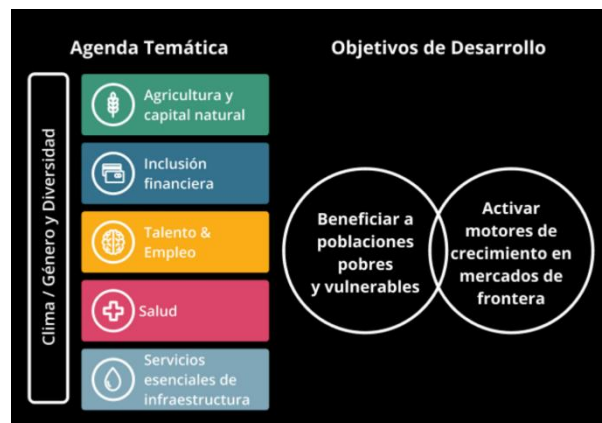 Agenda Temática
Clima / Género y Diversidad
Agricultura y
capital natural
Inclusión
financiera
Talento &
Empleo
Salud
Servicios
esenciales de
infraestructura
Objetivos de Desarrollo
Beneficiar a
poblaciones
pobres
y vulnerables
Activar
motores de
crecimiento en
mercados de
frontera